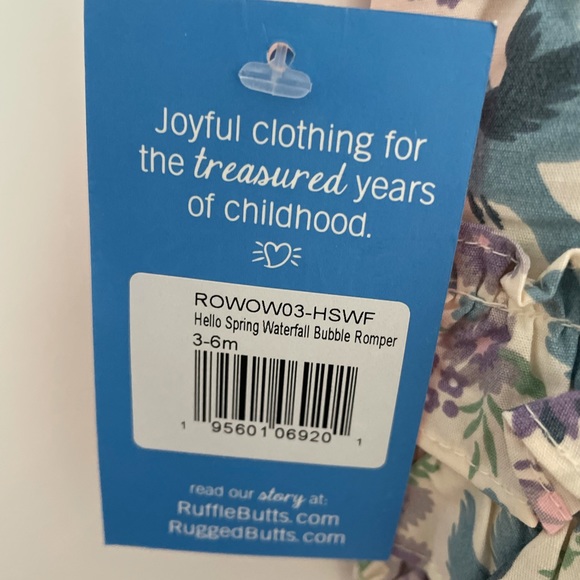 Joyful clothing for
the treasured years
of childhood.
ROWOW03-HSWF
Hello Spring Waterfall Bubble Romper
3-6m
1 95601 06920 1
read our story at:
RuffleButts.com
RuggedButts.com